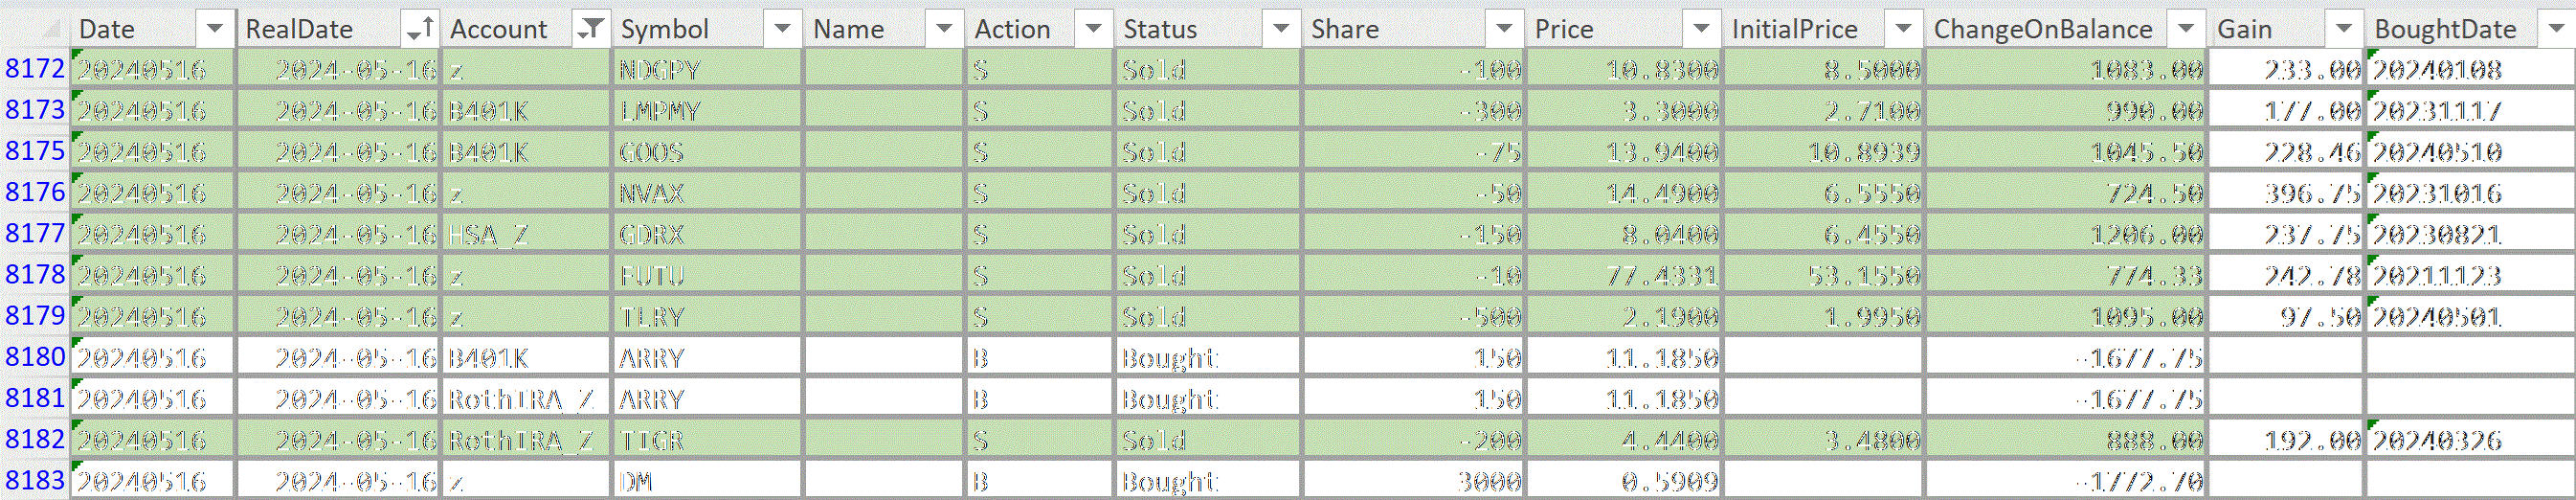 Date RealDate Account Symbol Name Action Status Share Price InitialPrice ChangeOnBalance Gain BoughtDate
8172 20240516 2024-05-16 z NDGPY S Sold -100 10.8300 8.5000 1083.00 233.00 20240108
8173 20240516 2024-05-16 B401K LMPMY S Sold -300 3.3000 2.7100 990.00 177.00 20231117
8175 20240516 2024-05-16 B401K GOOS S Sold -75 13.9400 10.8939 1045.50 228.46 20240510
8176 20240516 2024-05-16 z NVAX S Sold -50 14.4900 6.5550 724.50 396.75 20231016
8177 20240516 2024-05-16 HSA_Z GDRX S Sold -150 8.0400 6.4550 1206.00 237.75 20230821
8178 20240516 2024-05-16 z FUTU S Sold -10 77.4331 53.1550 774.33 242.78 20211123
8179 20240516 2024-05-16 z TLRY S Sold -500 2.1900 1.9950 1095.00 97.50 20240501
8180 20240516 2024-05-16 B401K ARRY B Bought 150 11.1850 -1677.75
8181 20240516 2024-05-16 RothIRA_Z ARRY B Bought 150 11.1850 -1677.75
8182 20240516 2024-05-16 RothIRA_Z TIGR S Sold -200 4.4400 3.4800 888.00 192.00 20240326
8183 20240516 2024-05-16 z DM B Bought 3000 0.5909 -1772.70